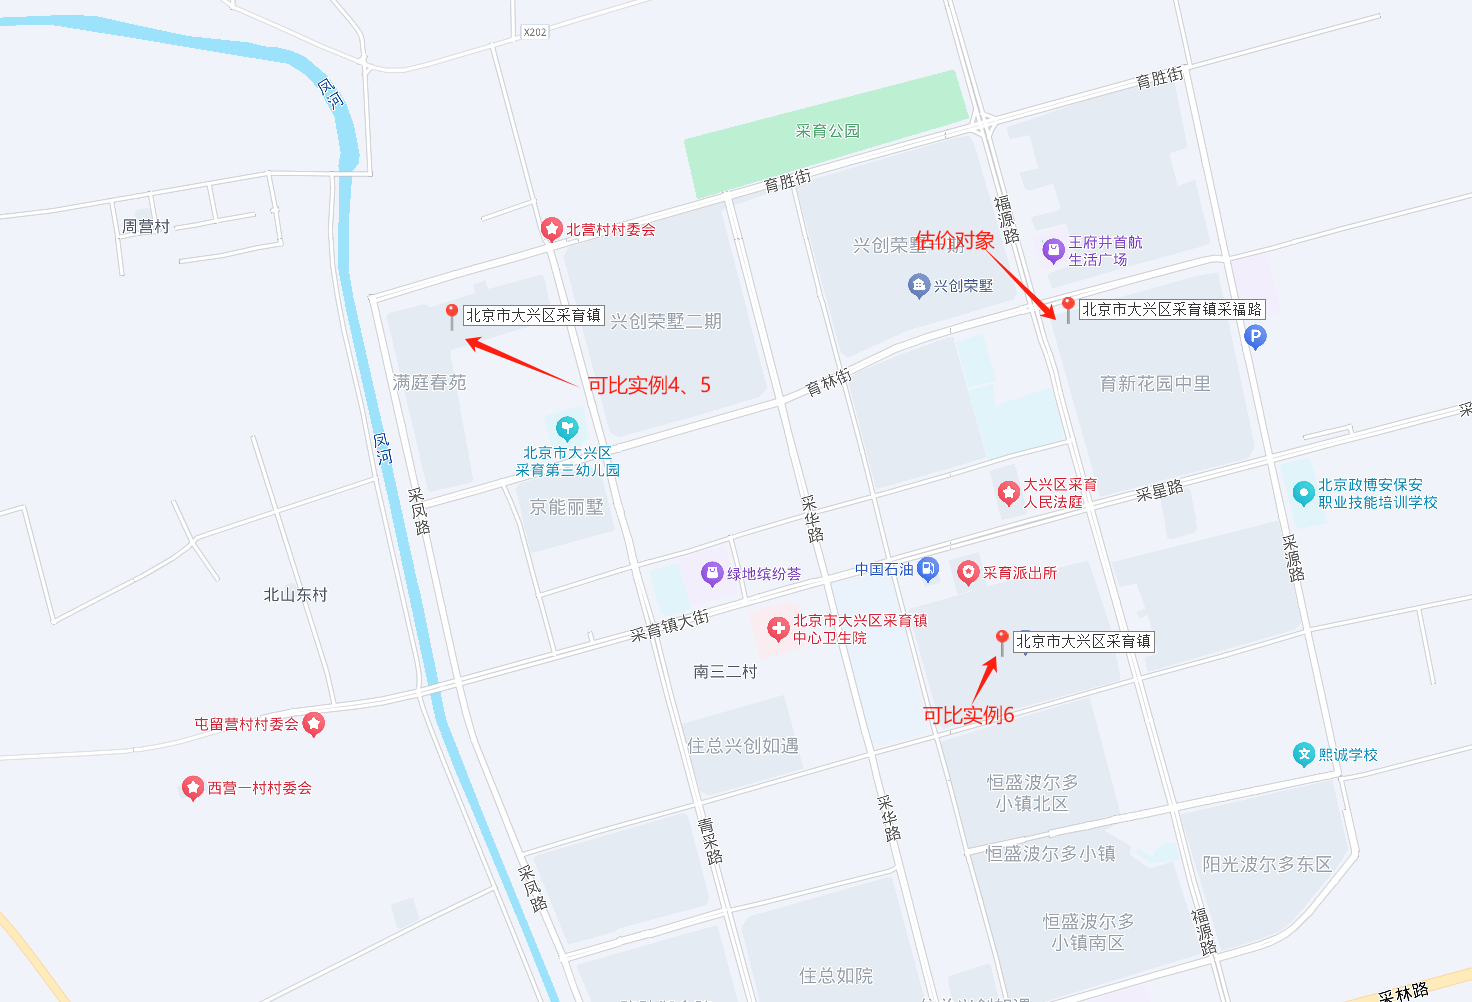 X202
凤河
育胜街
采育公园
育胜街
周营村
北营村村委会
福源路
兴创荣墅一期
估价对象
王府井首航
生活广场
兴创荣墅
北京市大兴区采育镇
兴创荣墅二期
北京市大兴区采育镇采福路
P
满庭春苑
可比实例4、5
育林街
育新花园中里
采
凤河
北京市大兴区
采育第三幼儿园
采凤路
京能丽墅
采华路
大兴区采育
人民法庭
采星路
北京政博安保安
职业技能培训学校
采源路
绿地缤纷荟
中国石油
采育派出所
北山东村
采育镇大街
北京市大兴区采育镇
中心卫生院
北京市大兴区采育镇
南三二村
可比实例6
屯留营村村委会
住总兴创如遇
西营一村村委会
文
熙诚学校
恒盛波尔多
小镇北区
采华路
青采路
恒盛波尔多小镇
阳光波尔多东区
采凤路
恒盛波尔多
小镇南区
福源路
住总如院
采林路